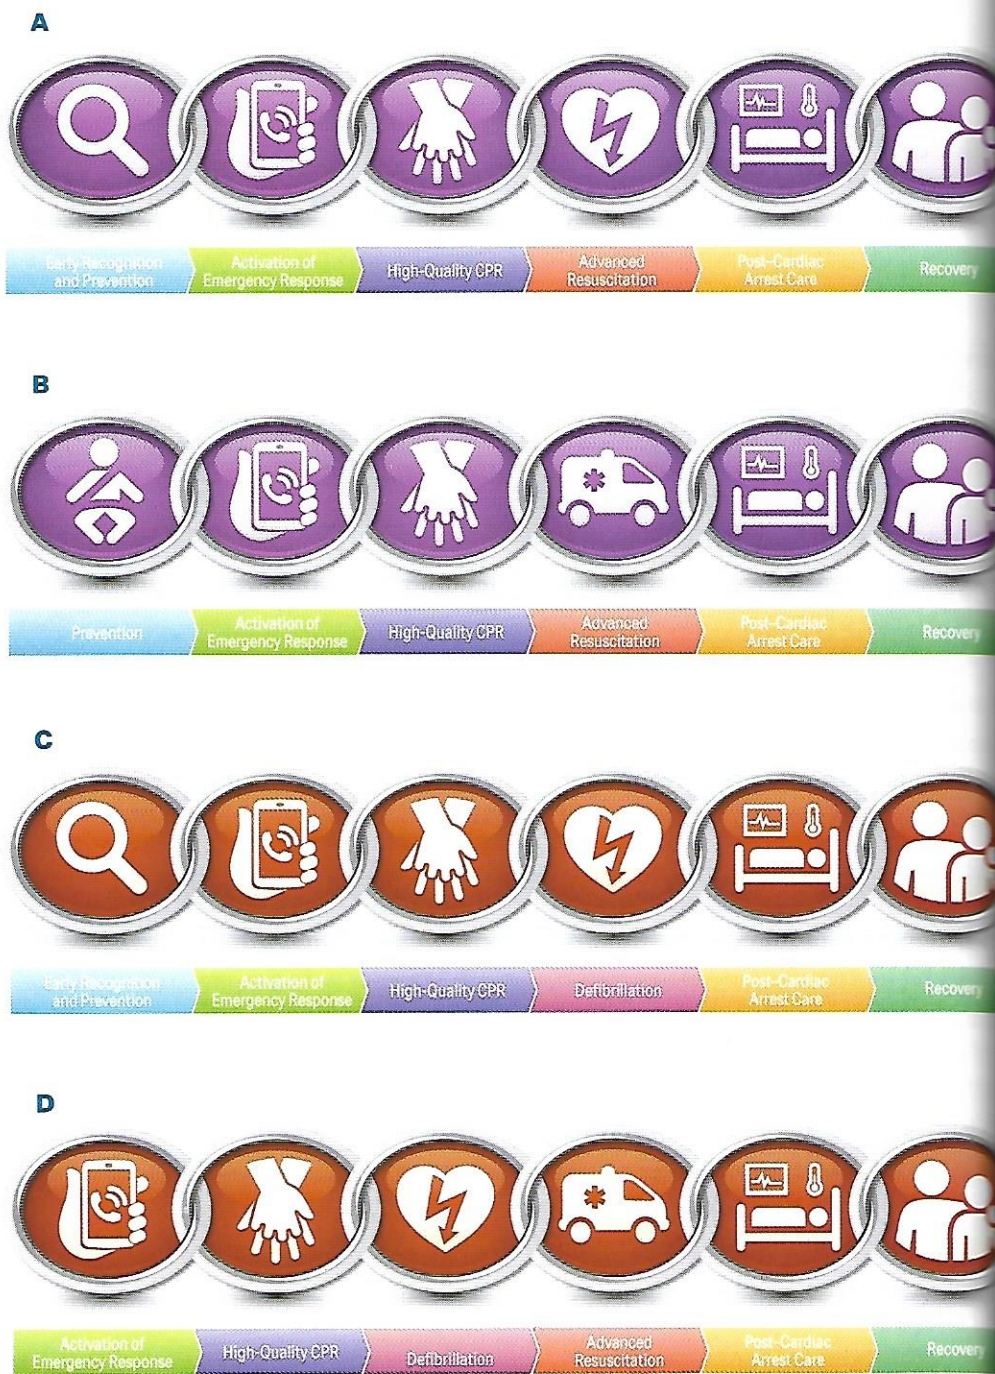 A
Early Recognition
and Prevention
Activation of
Emergency Response
High-Quality CPR
Advanced
Resuscitation
Post–Cardiac
Arrest Care
Recovery
B
Prevention
Activation of
Emergency Response
High-Quality CPR
Advanced
Resuscitation
Post–Cardiac
Arrest Care
Recovery
C
Early Recognition
and Prevention
Activation of
Emergency Response
High-Quality CPR
Defibrillation
Post–Cardiac
Arrest Care
Recovery
D
Activation of
Emergency Response
High-Quality CPR
Defibrillation
Advanced
Resuscitation
Post–Cardiac
Arrest Care
Recovery